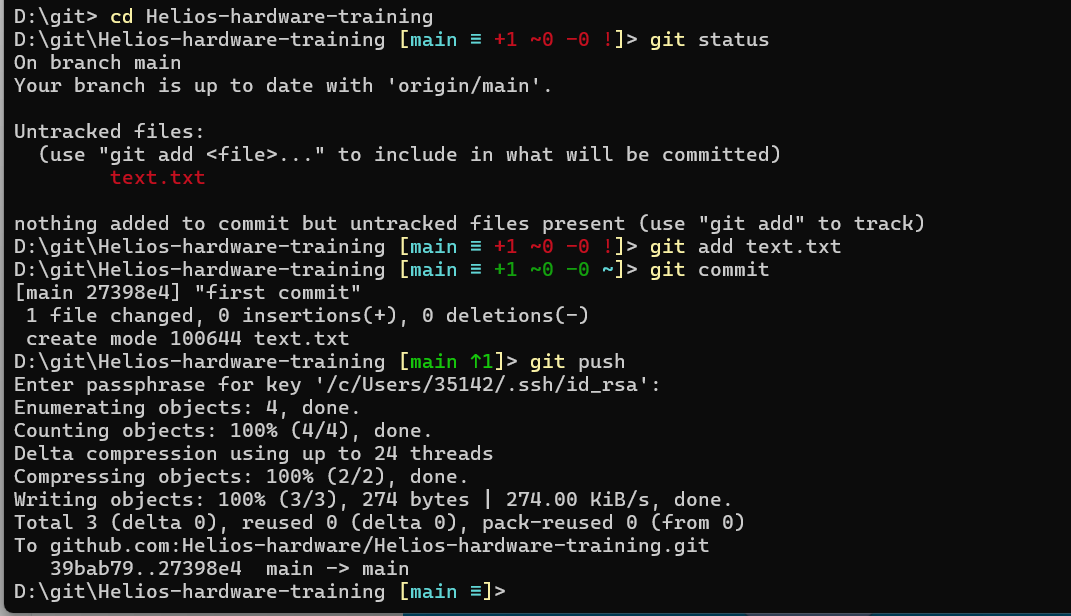 D:\git> cd Helios-hardware-training
D:\git\Helios-hardware-training [main ≡ +1 ~0 -0 !]> git status
On branch main
Your branch is up to date with 'origin/main'.
Untracked files:
  (use "git add <file>..." to include in what will be committed)
        text.txt
nothing added to commit but untracked files present (use "git add" to track)
D:\git\Helios-hardware-training [main ≡ +1 ~0 -0 !]> git add text.txt
D:\git\Helios-hardware-training [main ≡ +1 ~0 -0 ~]> git commit
[main 27398e4] "first commit"
 1 file changed, 0 insertions(+), 0 deletions(-)
 create mode 100644 text.txt
D:\git\Helios-hardware-training [main ↑1]> git push
Enter passphrase for key '/c/Users/35142/.ssh/id_rsa':
Enumerating objects: 4, done.
Counting objects: 100% (4/4), done.
Delta compression using up to 24 threads
Compressing objects: 100% (2/2), done.
Writing objects: 100% (3/3), 274 bytes | 274.00 KiB/s, done.
Total 3 (delta 0), reused 0 (delta 0), pack-reused 0 (from 0)
To github.com:Helios-hardware/Helios-hardware-training.git
   39bab79..27398e4  main -> main
D:\git\Helios-hardware-training [main ≡]>